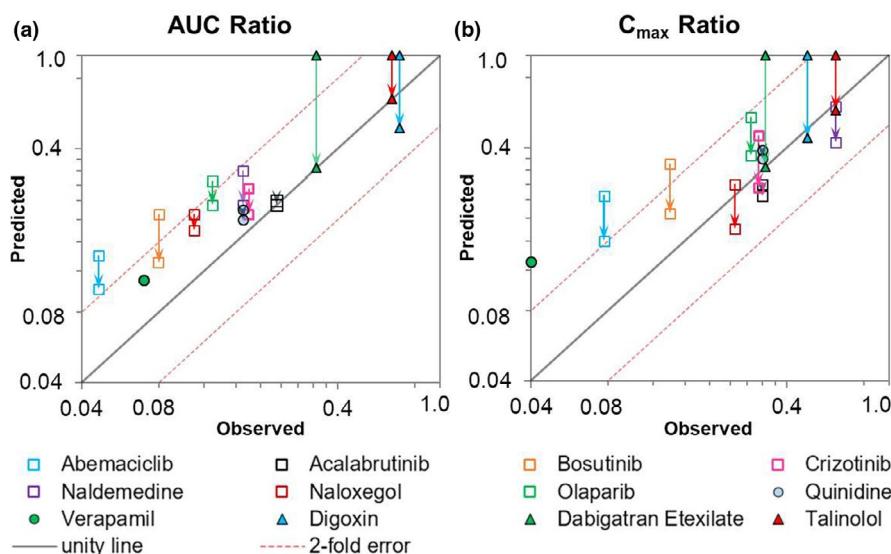 (a) AUC Ratio
(b) Cmax Ratio
1.0
0.4
0.08
0.04
Predicted
0.04 0.08 0.4 1.0
Observed
1.0
0.4
0.08
0.04
Predicted
0.04 0.08 0.4 1.0
Observed
Abemaciclib Acalabrutinib Bosutinib Crizotinib
Naldemedine Naloxegol Olaparib Quinidine
Verapamil Digoxin Dabigatran Etexilate Talinolol
unity line 2-fold error